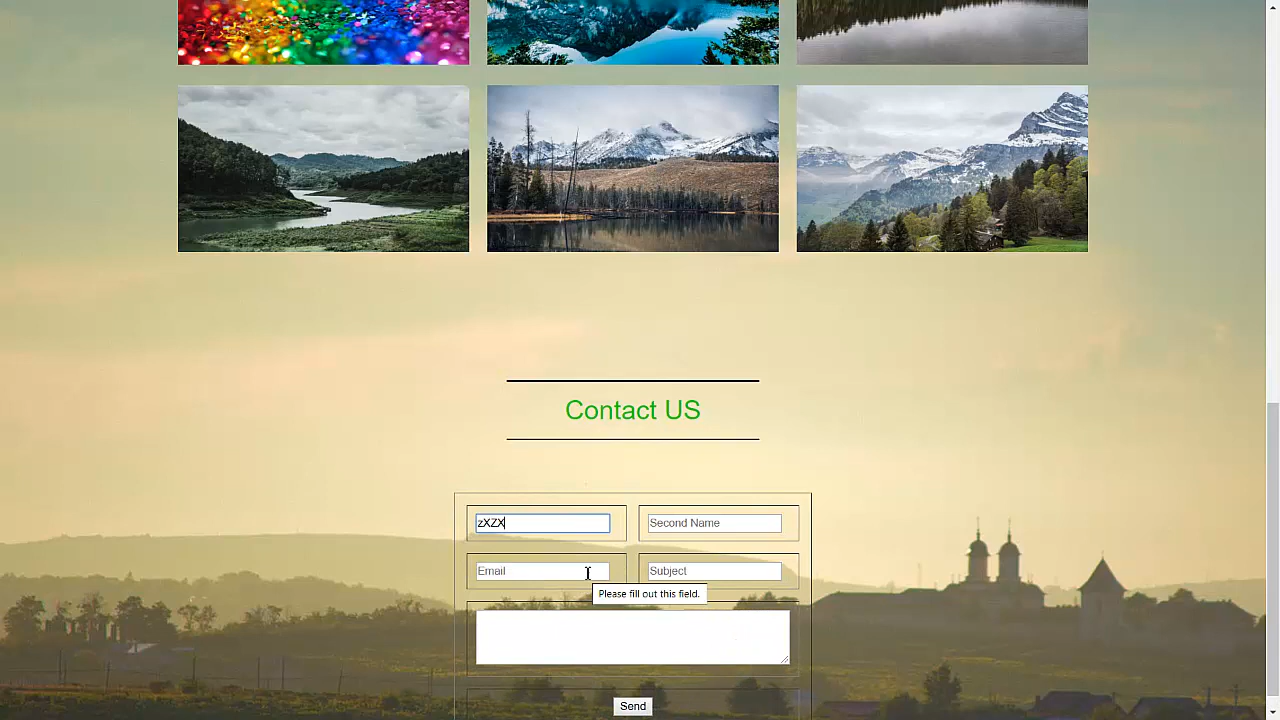 Contact US
zXZX
Second Name
Email
Subject
Please fill out this field.
Send